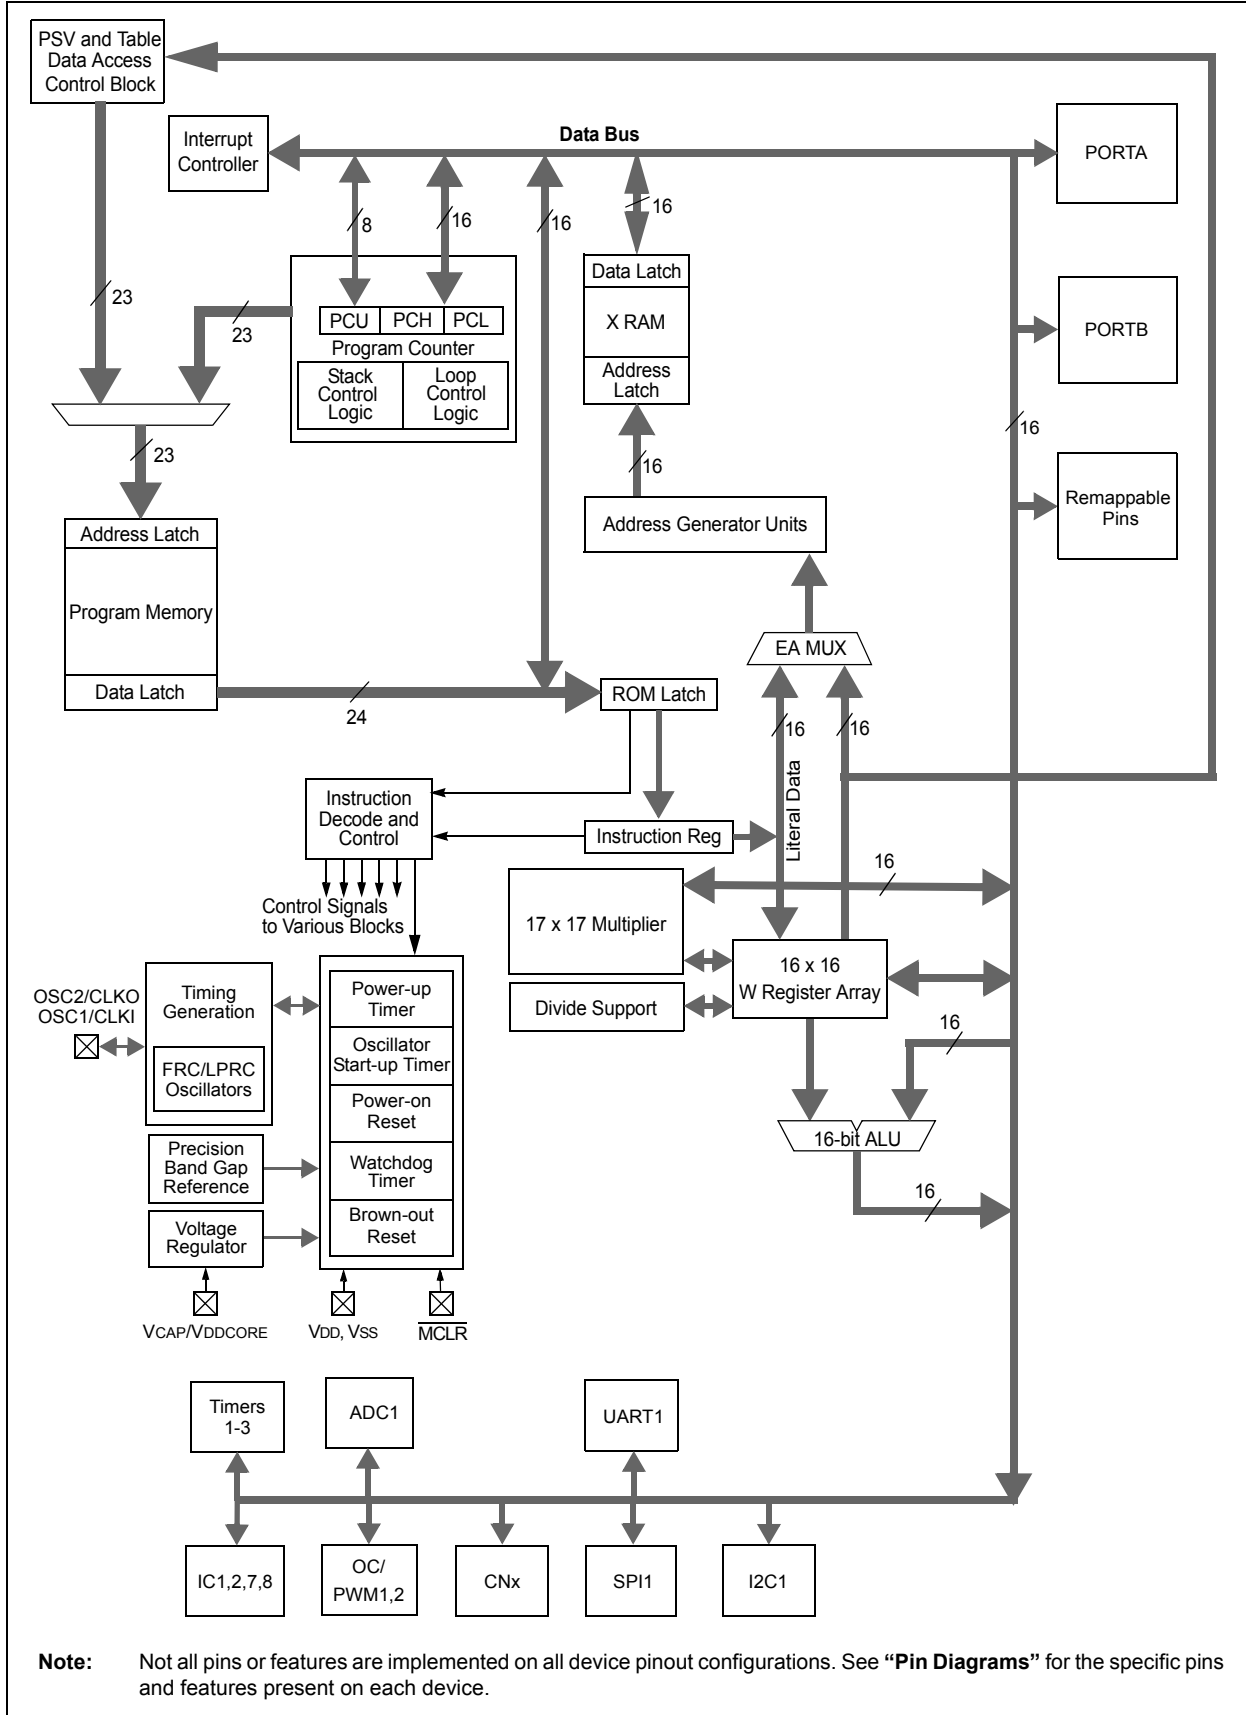 PSV and Table
Data Access
Control Block
Interrupt
Controller
Data Bus
PORTA
8
16
16
16
Data Latch
X RAM
Address
Latch
23
23
PCU PCH PCL
Program Counter
Stack
Control
Logic
Loop
Control
Logic
PORTB
16
23
16
Remappable
Pins
Address Generator Units
Address Latch
Program Memory
Data Latch
24
EA MUX
ROM Latch
16
16
Literal Data
Instruction
Decode and
Control
Instruction Reg
Control Signals
to Various Blocks
16
17 x 17 Multiplier
16 x 16
W Register Array
Divide Support
16
OSC2/CLKO
OSC1/CLKI
Timing
Generation
FRC/LPRC
Oscillators
Power-up
Timer
Oscillator
Start-up Timer
Power-on
Reset
Watchdog
Timer
Brown-out
Reset
16-bit ALU
16
Precision
Band Gap
Reference
Voltage
Regulator
VCAP/VDDCORE
VDD, VSS
MCLR
Timers
1-3
ADC1
UART1
IC1,2,7,8
OC/
PWM1,2
CNx
SPI1
I2C1
Note: Not all pins or features are implemented on all device pinout configurations. See “Pin Diagrams” for the specific pins
and features present on each device.